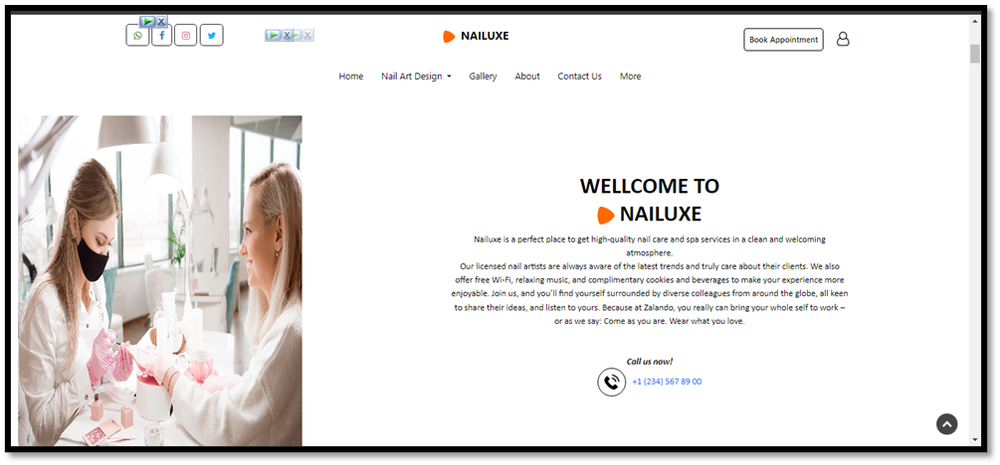 NAILUXE
Book Appointment
Home Nail Art Design Gallery About Contact Us More
WELLCOME TO
NAILUXE
Nailuxe is a perfect place to get high-quality nail care and spa services in a clean and welcoming
atmosphere.
Our licensed nail artists are always aware of the latest trends and truly care about their clients. We also
offer free Wi-Fi, relaxing music, and complimentary cookies and beverages to make your experience more
enjoyable. Join us, and you'll find yourself surrounded by diverse colleagues from around the globe, all keen
to share their ideas, and listen to yours. Because at Zalando, you really can bring your whole self to work –
or as we say: Come as you are. Wear what you love.
Call us now!
+1 (234) 567 89 00